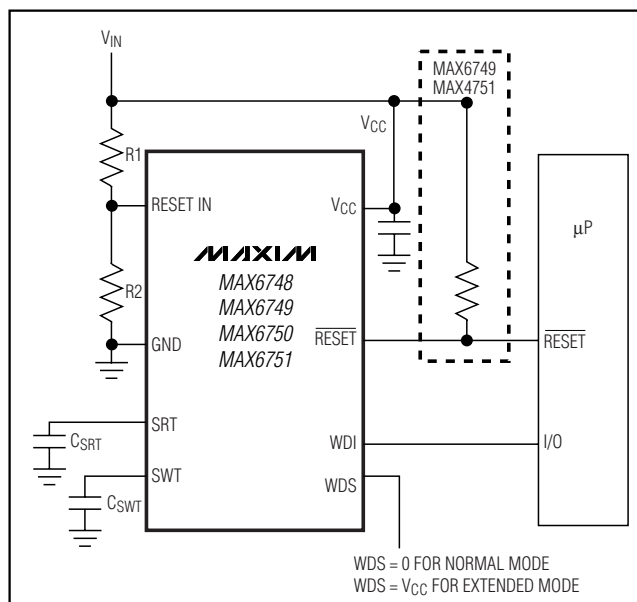 VIN
MAX6749
MAX4751
VCC
R1
RESET IN
VCC
µP
MAXIM
MAX6748
MAX6749
MAX6750
MAX6751
R2
GND
RESET
RESET
SRT
CSRT
WDI
I/O
SWT
CSWT
WDS
WDS = 0 FOR NORMAL MODE
WDS = VCC FOR EXTENDED MODE